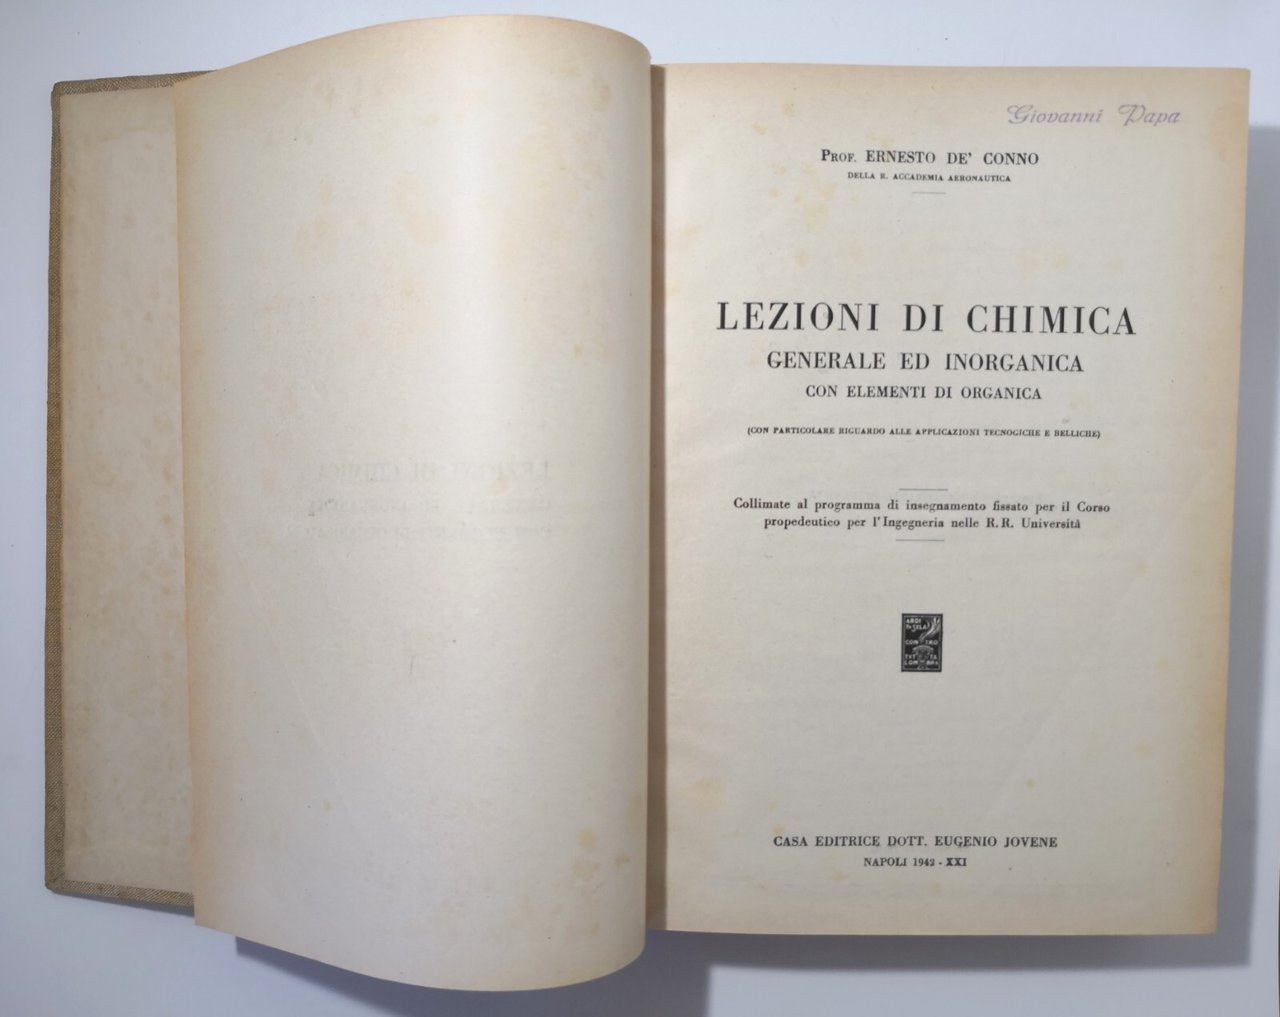 Giovanni Papa
PROF. ERNESTO DE' CONNO
DELLA R. ACCADEMIA AERONAUTICA
LEZIONI DI CHIMICA
GENERALE ED INORGANICA
CON ELEMENTI DI ORGANICA
(CON PARTICOLARE RIGUARDO ALLE APPLICAZIONI TECNOGICHE E BELLICHE)
Collimate al programma di insegnamento fissato per il Corso
propedeutico per l'Ingegneria nelle R. R. Università
CONTRO
CASA EDITRICE DOTT. EUGENIO JOVENE
NAPOLI 1942 - XXI